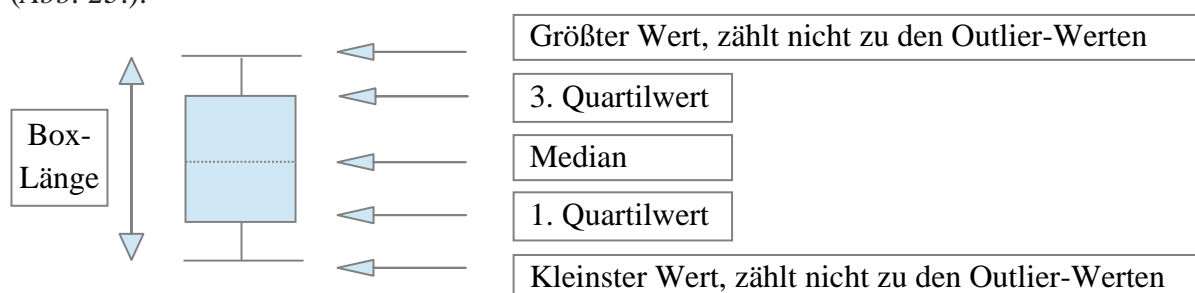 (Abb. 25.).
Größter Wert, zählt nicht zu den Outlier-Werten
3. Quartilwert
Box-
Länge
Median
1. Quartilwert
Kleinster Wert, zählt nicht zu den Outlier-Werten